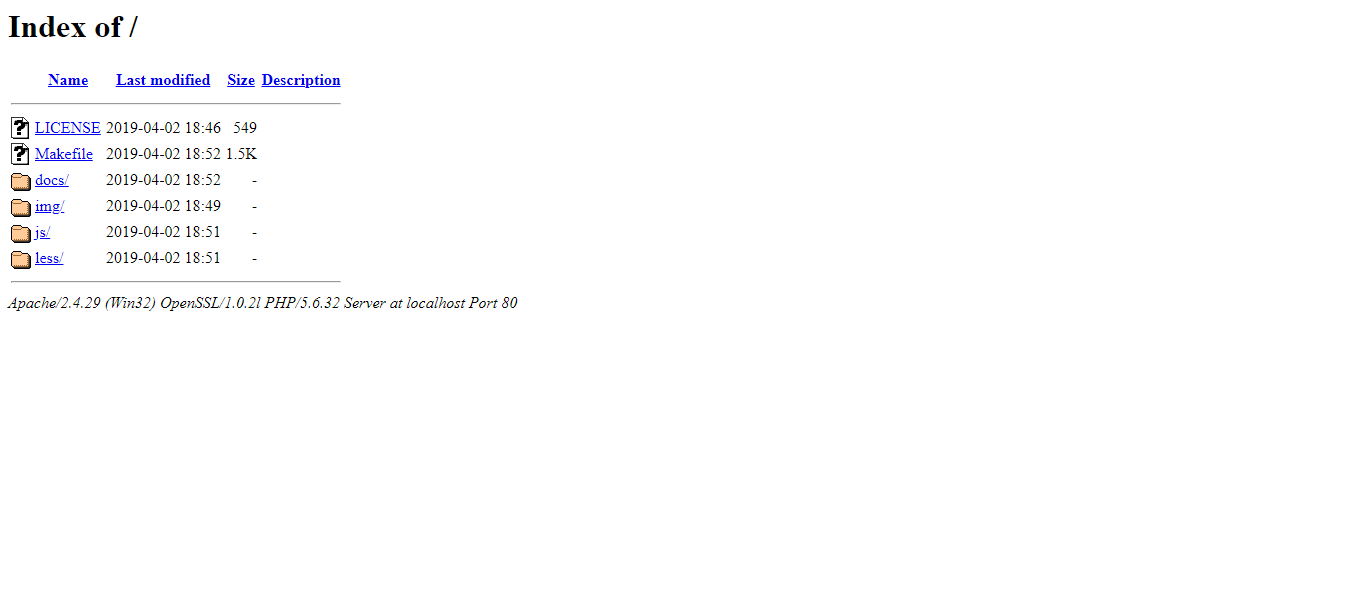 Index of /
Name Last modified Size Description
LICENSE 2019-04-02 18:46 549
Makefile 2019-04-02 18:52 1.5K
docs/ 2019-04-02 18:52 -
img/ 2019-04-02 18:49 -
js/ 2019-04-02 18:51 -
less/ 2019-04-02 18:51 -
Apache/2.4.29 (Win32) OpenSSL/1.0.2l PHP/5.6.32 Server at localhost Port 80